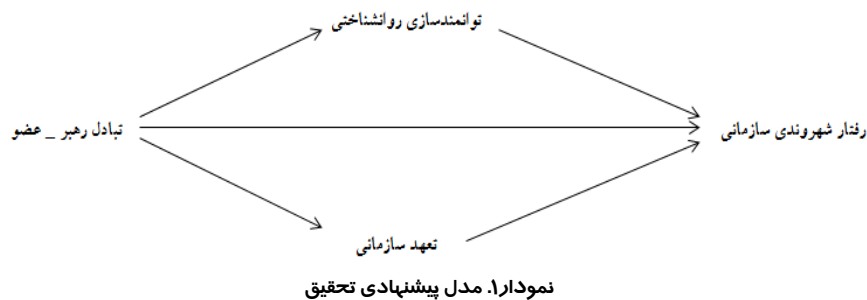 توانمندسازی روانشناختی
تبادل رهبر _ عضو
رفتار شهروندی سازمانی
تعهد سازمانی
نمودار۱. مدل پیشنهادی تحقیق